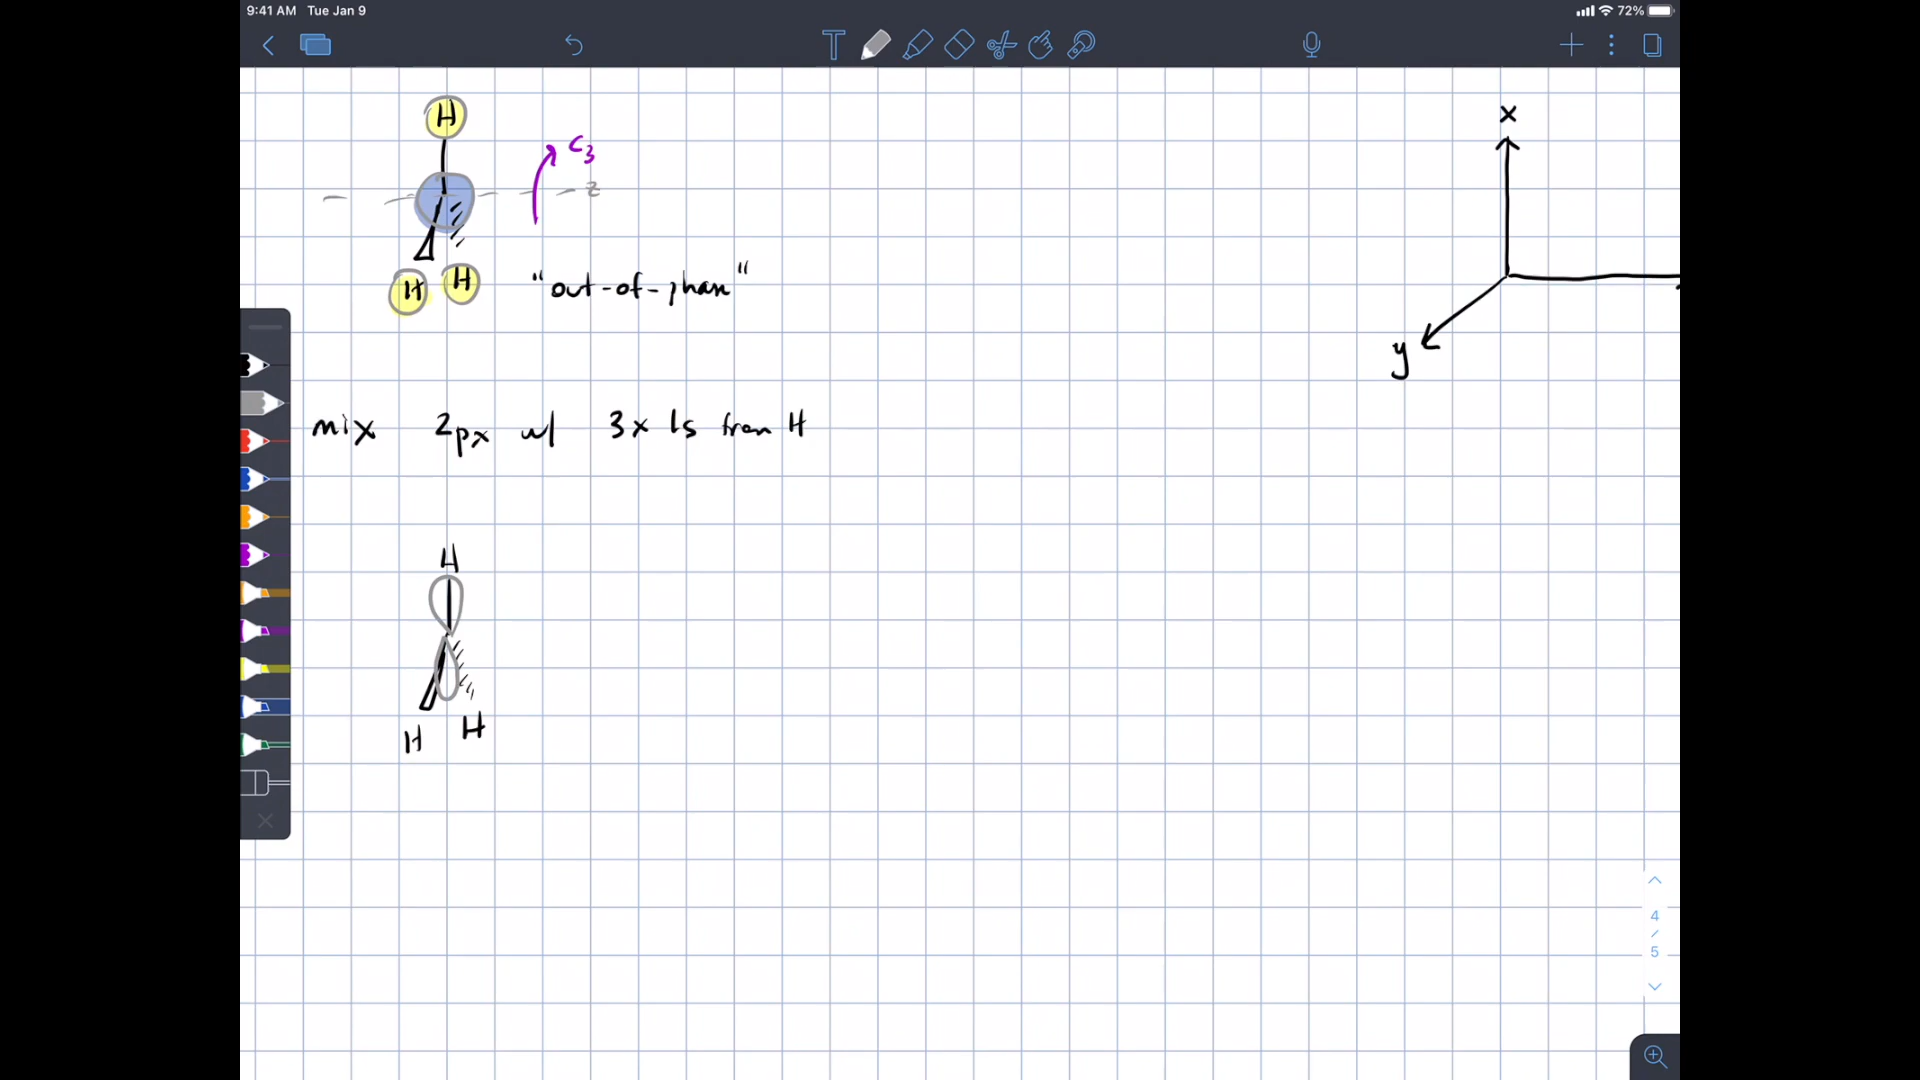 9:41 AM Tue Jan 9
72%
T
H
C3
z
H H
"out-of-phase"
x
y
mix 2px w/ 3x 1s from H
H
H H
4
/
5